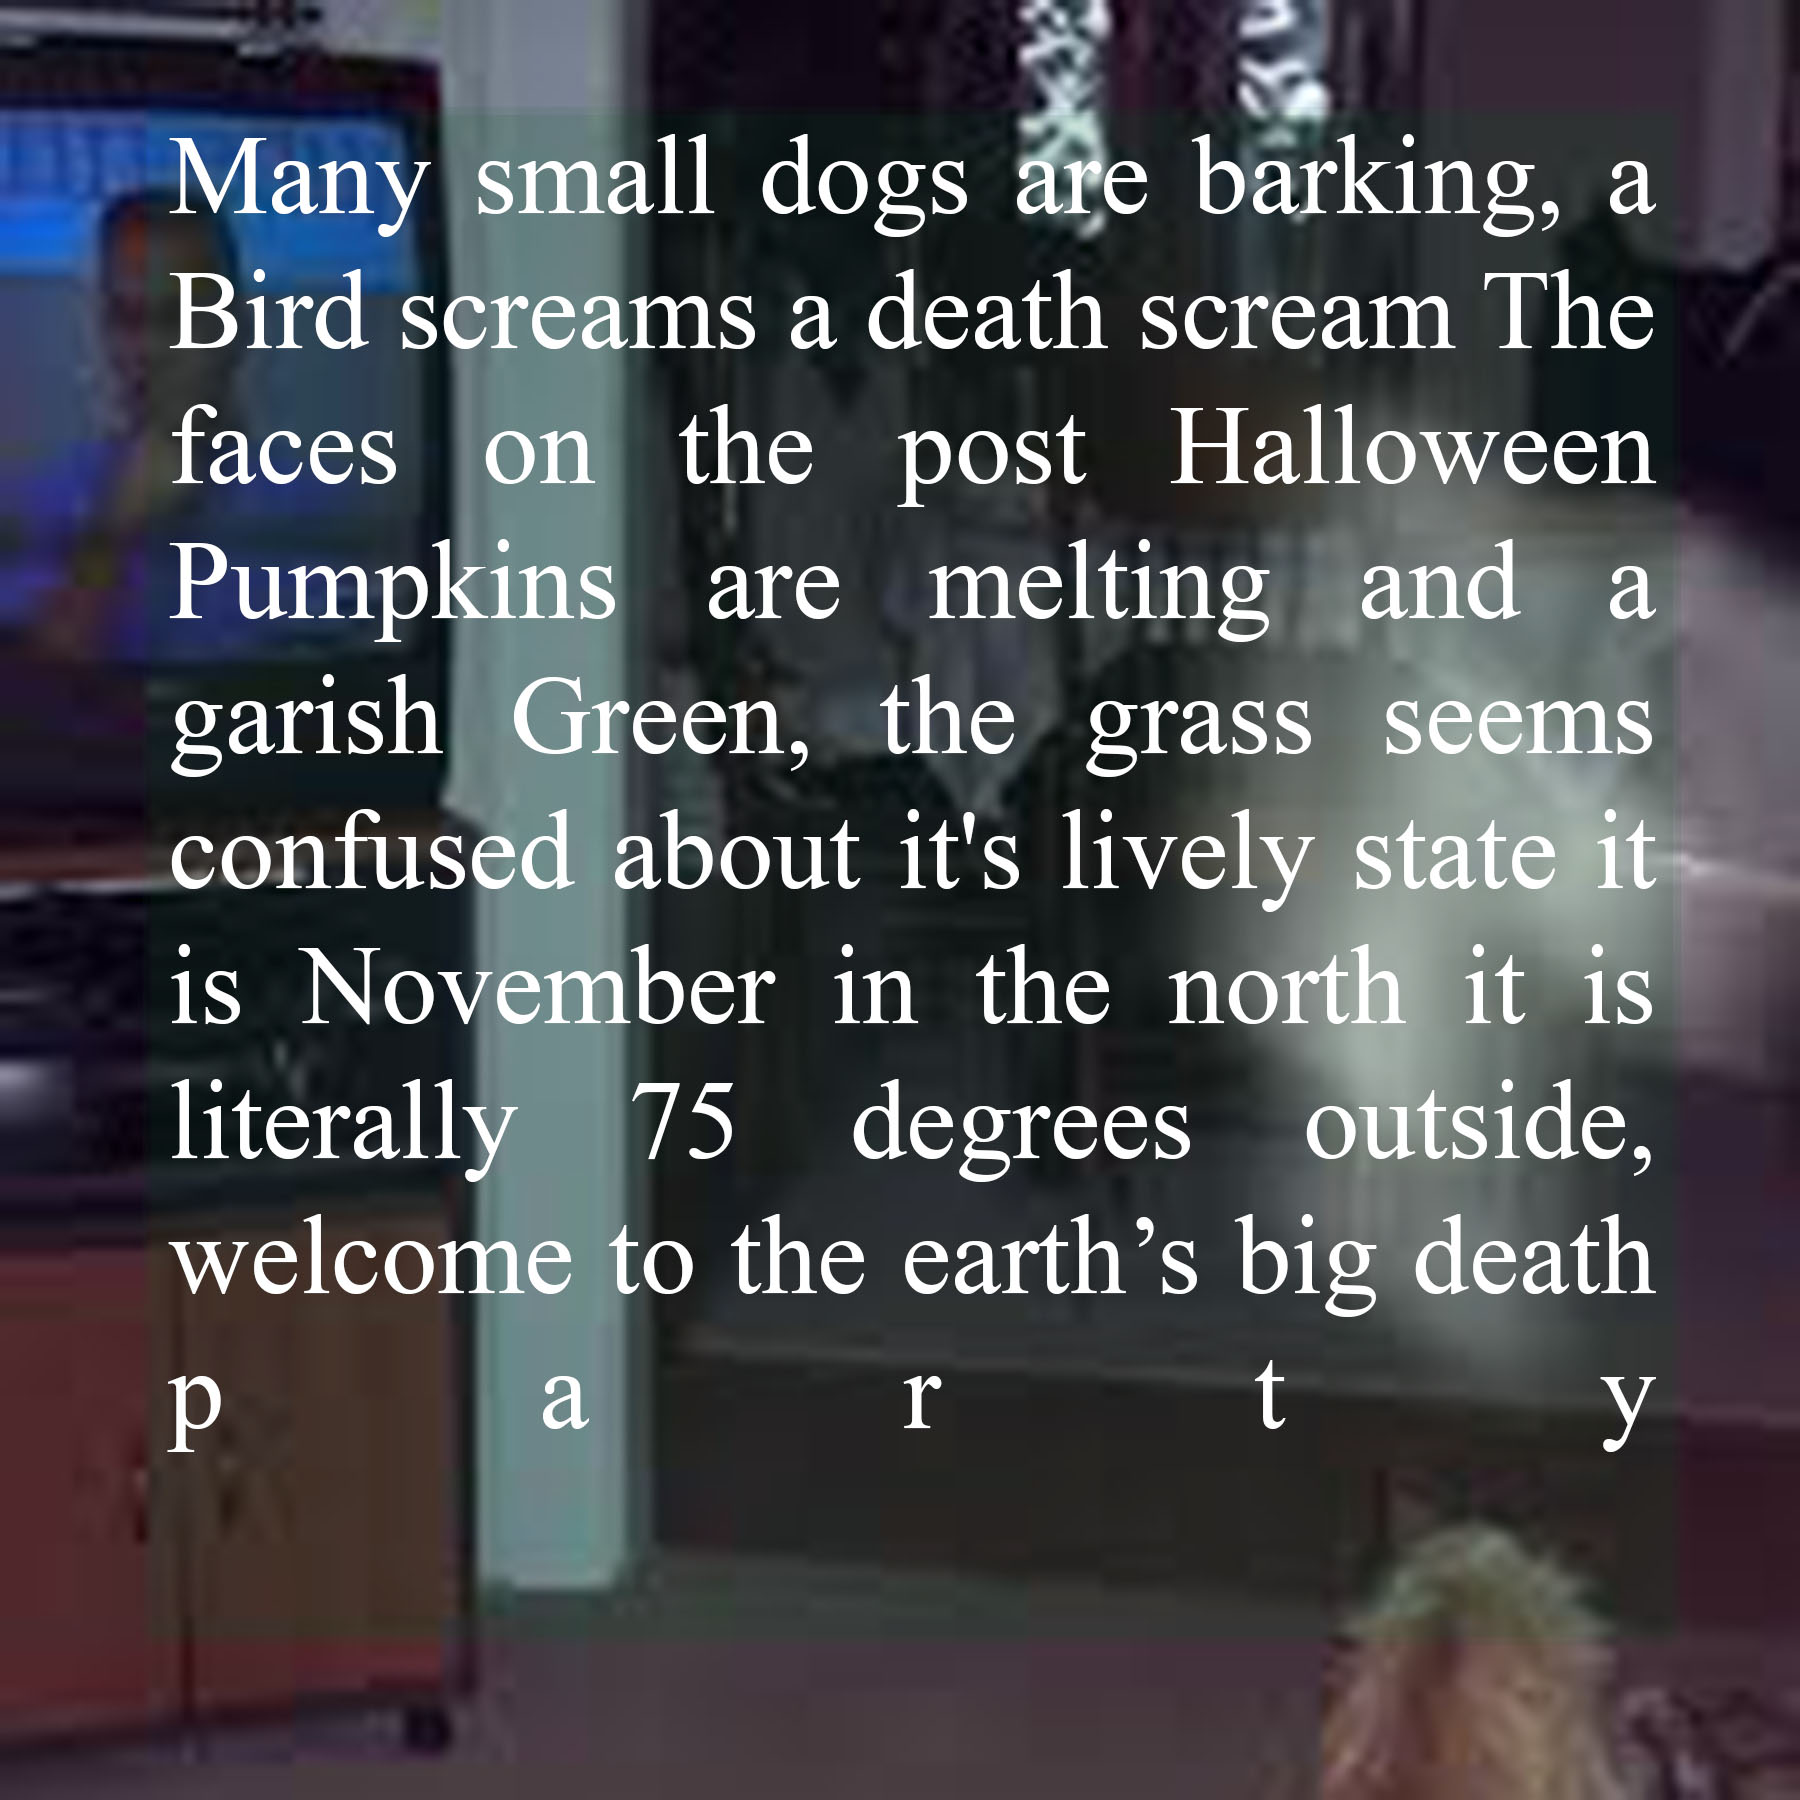 Many small dogs are barking, a
Bird screams a death scream The
faces on the post Halloween
Pumpkins are melting and a
garish Green, the grass seems
confused about it's lively state it
is November in the north it is
literally 75 degrees outside,
welcome to the earth’s big death
p a r t y